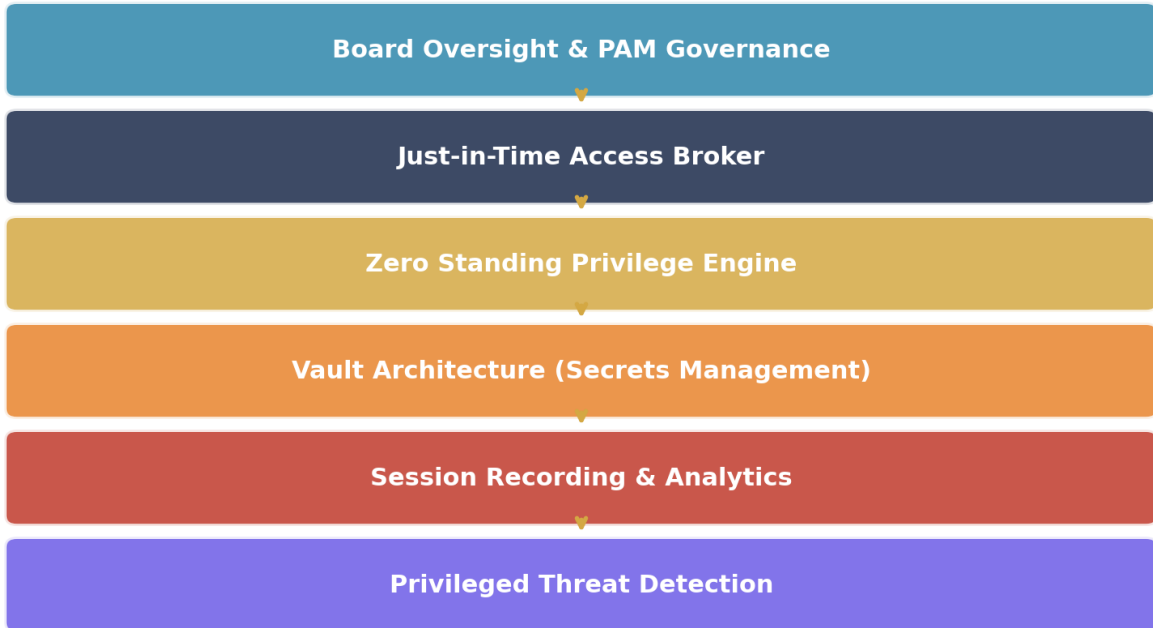 Board Oversight & PAM Governance
Just-in-Time Access Broker
Zero Standing Privilege Engine
Vault Architecture (Secrets Management)
Session Recording & Analytics
Privileged Threat Detection